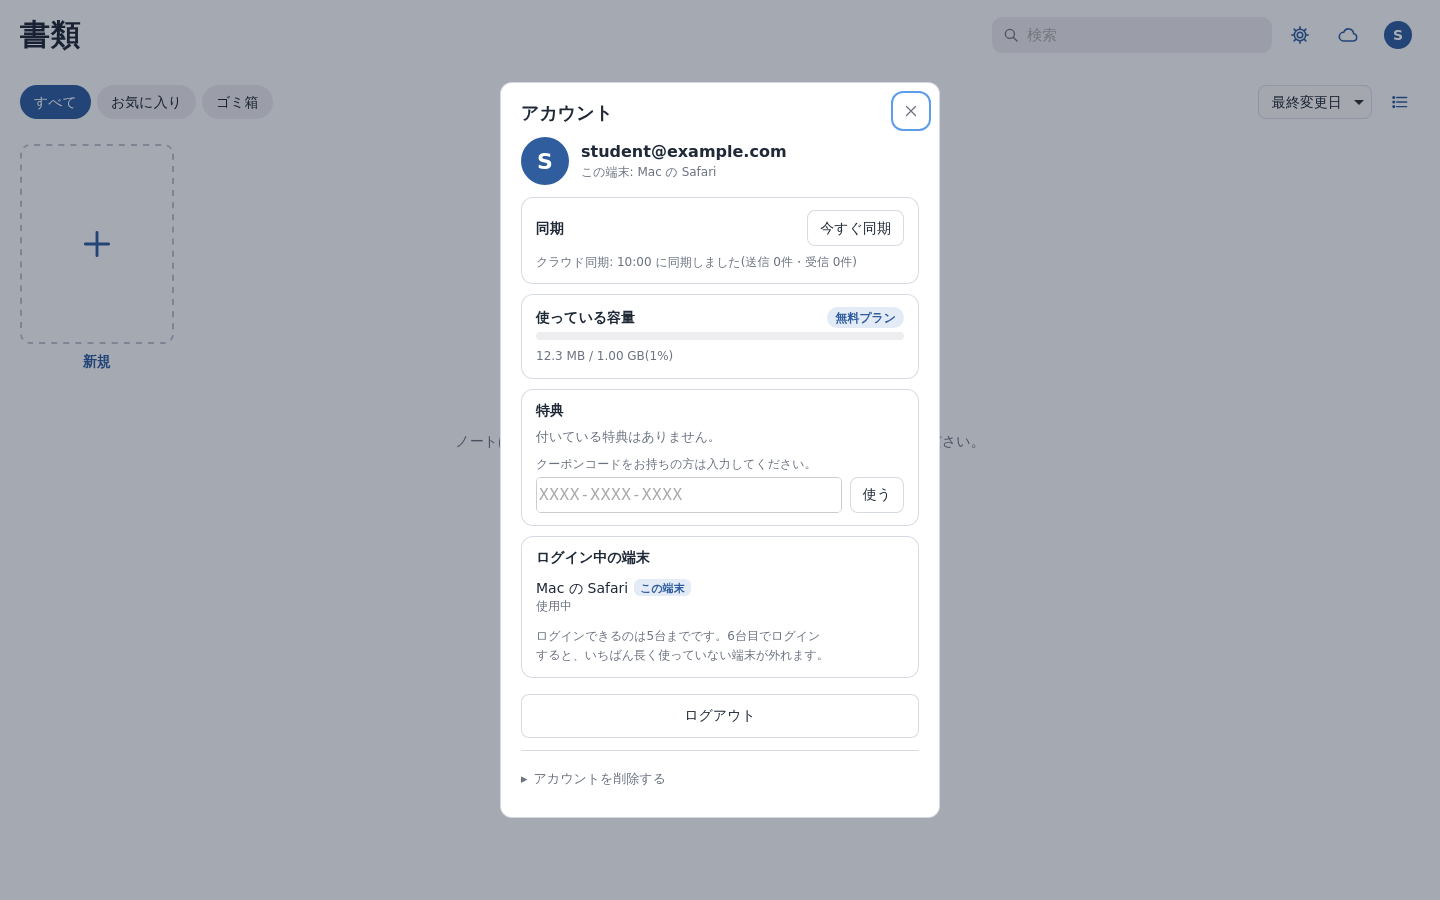 書類
検索
S
すべて
お気に入り
ゴミ箱
最終変更日
新規
ノート
さい。
アカウント
S
student@example.com
この端末: Mac の Safari
同期
今すぐ同期
クラウド同期: 10:00 に同期しました(送信 0件・受信 0件)
使っている容量
無料プラン
12.3 MB / 1.00 GB(1%)
特典
付いている特典はありません。
クーポンコードをお持ちの方は入力してください。
XXXX-XXXX-XXXX
使う
ログイン中の端末
Mac の Safari
この端末
使用中
ログインできるのは5台までです。6台目でログイン
すると、いちばん長く使っていない端末が外れます。
ログアウト
▸ アカウントを削除する